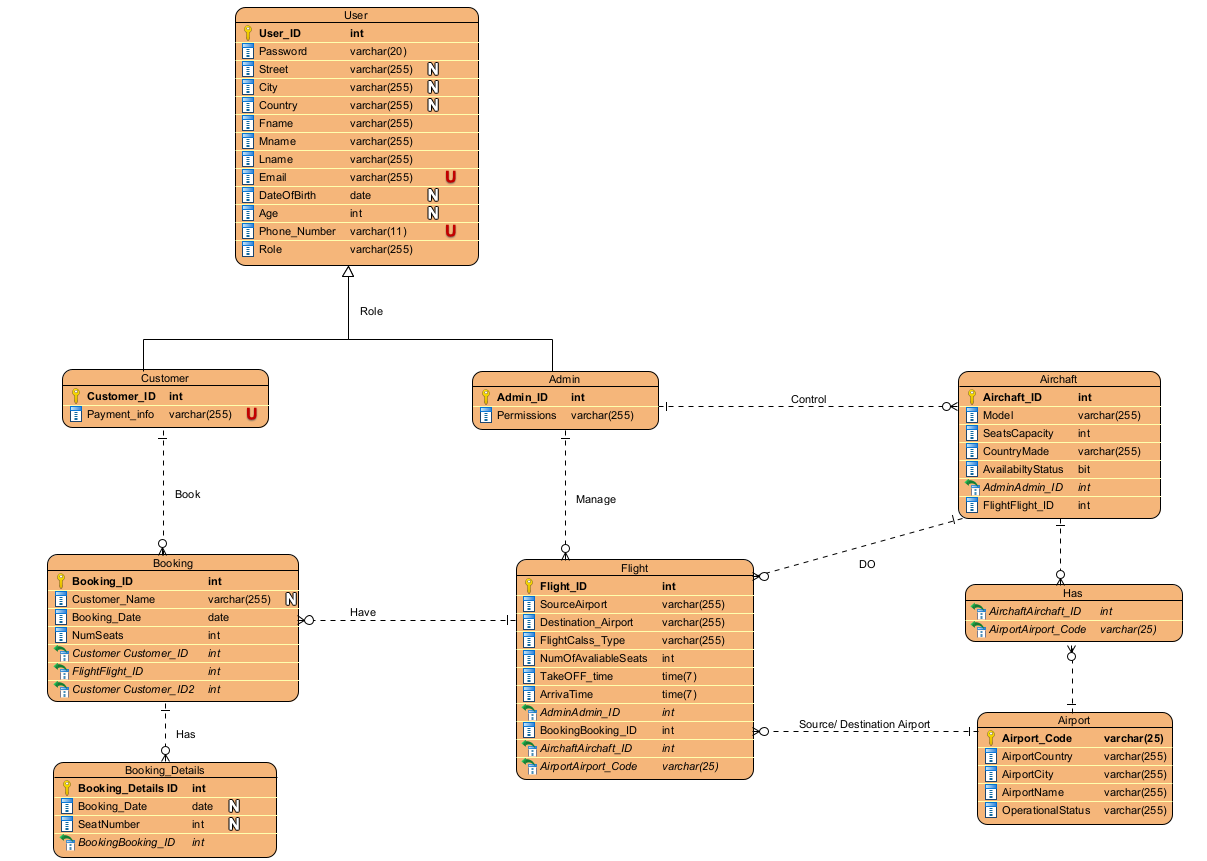 User
User_ID int
Password varchar(20)
Street varchar(255) N
City varchar(255) N
Country varchar(255) N
Fname varchar(255)
Mname varchar(255)
Lname varchar(255)
Email varchar(255) U
DateOfBirth date N
Age int N
Phone_Number varchar(11) U
Role varchar(255)
Role
Customer
Customer_ID int
Payment_info varchar(255) U
Admin
Admin_ID int
Permissions varchar(255)
Control
Airchaft
Airchaft_ID int
Model varchar(255)
SeatsCapacity int
CountryMade varchar(255)
AvailabiltyStatus bit
AdminAdmin_ID int
FlightFlight_ID int
Book
Manage
DO
Booking
Booking_ID int
Customer_Name varchar(255) N
Booking_Date date
NumSeats int
Customer Customer_ID int
FlightFlight_ID int
Customer Customer_ID2 int
Have
Flight
Flight_ID int
SourceAirport varchar(255)
Destination_Airport varchar(255)
FlightCalss_Type varchar(255)
NumOfAvaliableSeats int
TakeOFF_time time(7)
ArrivaTime time(7)
AdminAdmin_ID int
BookingBooking_ID int
AirchaftAirchaft_ID int
AirportAirport_Code varchar(25)
Has
AirchaftAirchaft_ID int
AirportAirport_Code varchar(25)
Source/ Destination Airport
Airport
Airport_Code varchar(25)
AirportCountry varchar(255)
AirportCity varchar(255)
AirportName varchar(255)
OperationalStatus varchar(255)
Has
Booking_Details
Booking_Details ID int
Booking_Date date N
SeatNumber int N
BookingBooking_ID int